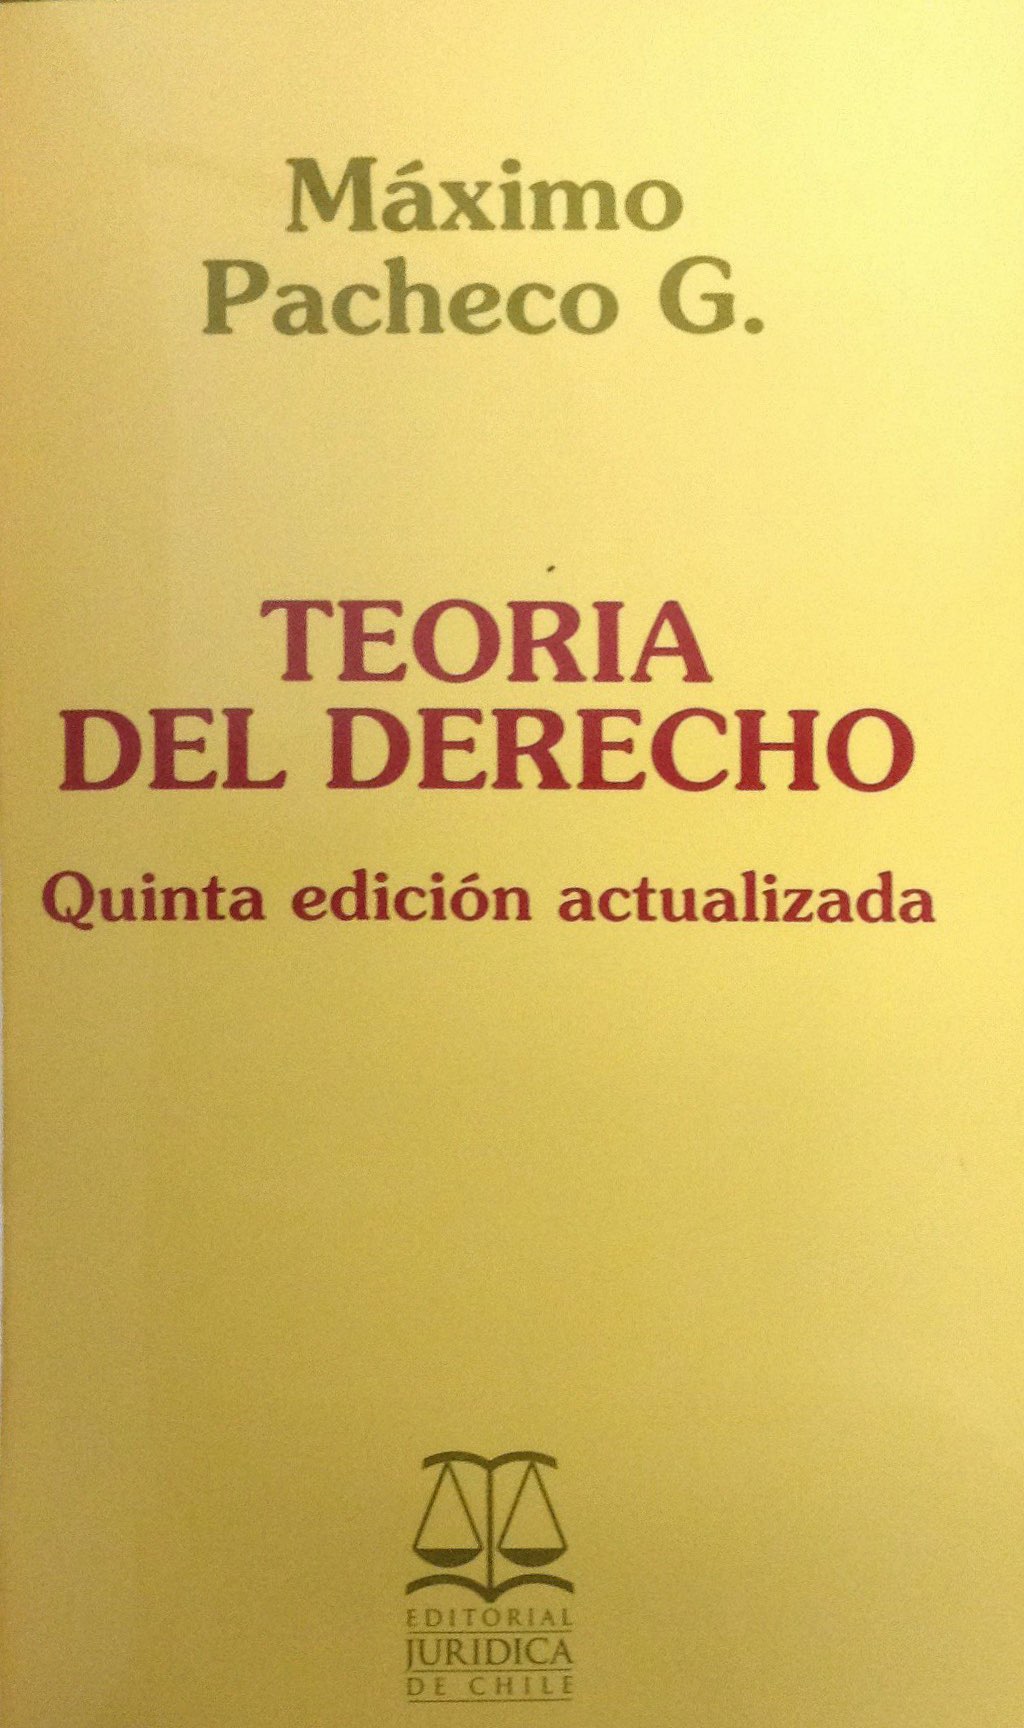 Máximo
Pacheco G.
TEORIA
DEL DERECHO
Quinta edición actualizada
EDITORIAL
JURIDICA
DE CHILE